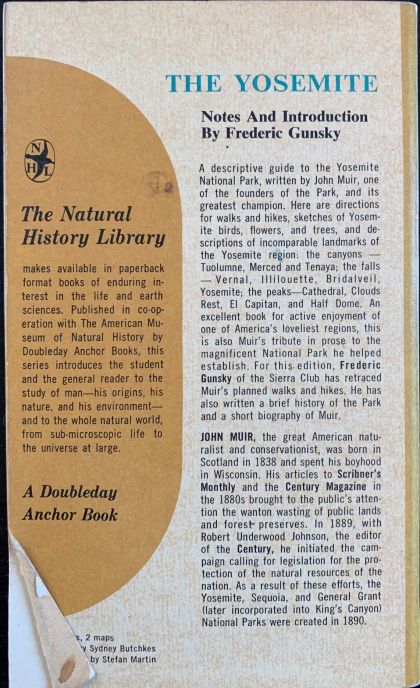 THE YOSEMITE
Notes And Introduction
By Frederic Gunsky
A descriptive guide to the Yosemite
National Park, written by John Muir, one
of the founders of the Park, and its
greatest champion. Here are directions
for walks and hikes, sketches of Yosem-
ite birds, flowers, and trees, and de-
scriptions of incomparable landmarks of
the Yosemite region: the canyons —
Tuolumne, Merced and Tenaya; the falls
— Vernal, Illilouette, Bridalveil,
Yosemite; the peaks—Cathedral, Clouds
Rest, El Capitan, and Half Dome. An
excellent book for active enjoyment of
one of America's loveliest regions, this
is also Muir's tribute in prose to the
magnificent National Park he helped
establish. For this edition, Frederic
Gunsky of the Sierra Club has retraced
Muir's planned walks and hikes. He has
also written a brief history of the Park
and a short biography of Muir.
JOHN MUIR, the great American natu-
ralist and conservationist, was born in
Scotland in 1838 and spent his boyhood
in Wisconsin. His articles to Scribner's
Monthly and the Century Magazine in
the 1880s brought to the public's atten-
tion the wanton wasting of public lands
and forest preserves. In 1889, with
Robert Underwood Johnson, the editor
of the Century, he initiated the cam-
paign calling for legislation for the pro-
tection of the natural resources of the
nation. As a result of these efforts, the
Yosemite, Sequoia, and General Grant
(later incorporated into King's Canyon)
National Parks were created in 1890.
N
H L
The Natural
History Library
makes available in paperback
format books of enduring in-
terest in the life and earth
sciences. Published in co-op-
eration with The American Mu-
seum of Natural History by
Doubleday Anchor Books, this
series introduces the student
and the general reader to the
study of man—his origins, his
nature, and his environment—
and to the whole natural world,
from sub-microscopic life to
the universe at large.
A Doubleday
Anchor Book
2 maps
Sydney Butchkes
by Stefan Martin